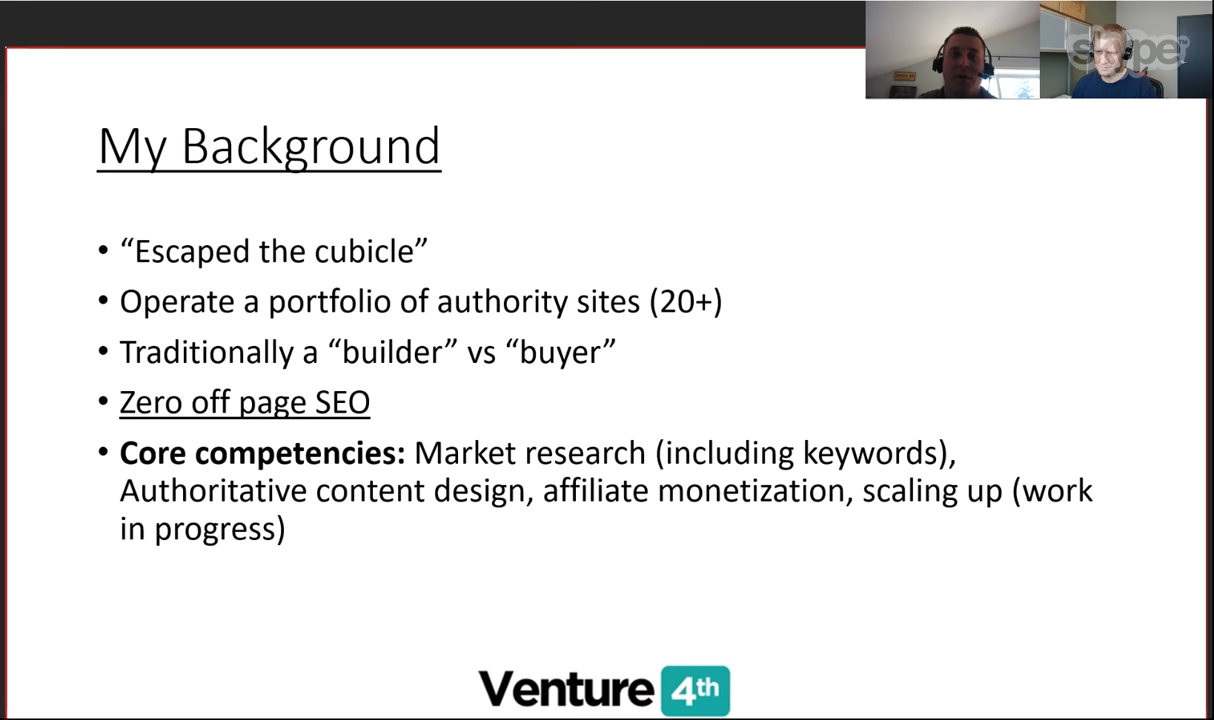 skype
My Background
• “Escaped the cubicle”
• Operate a portfolio of authority sites (20+)
• Traditionally a “builder” vs “buyer”
• Zero off page SEO
• Core competencies: Market research (including keywords),
Authoritative content design, affiliate monetization, scaling up (work
in progress)
Venture 4th